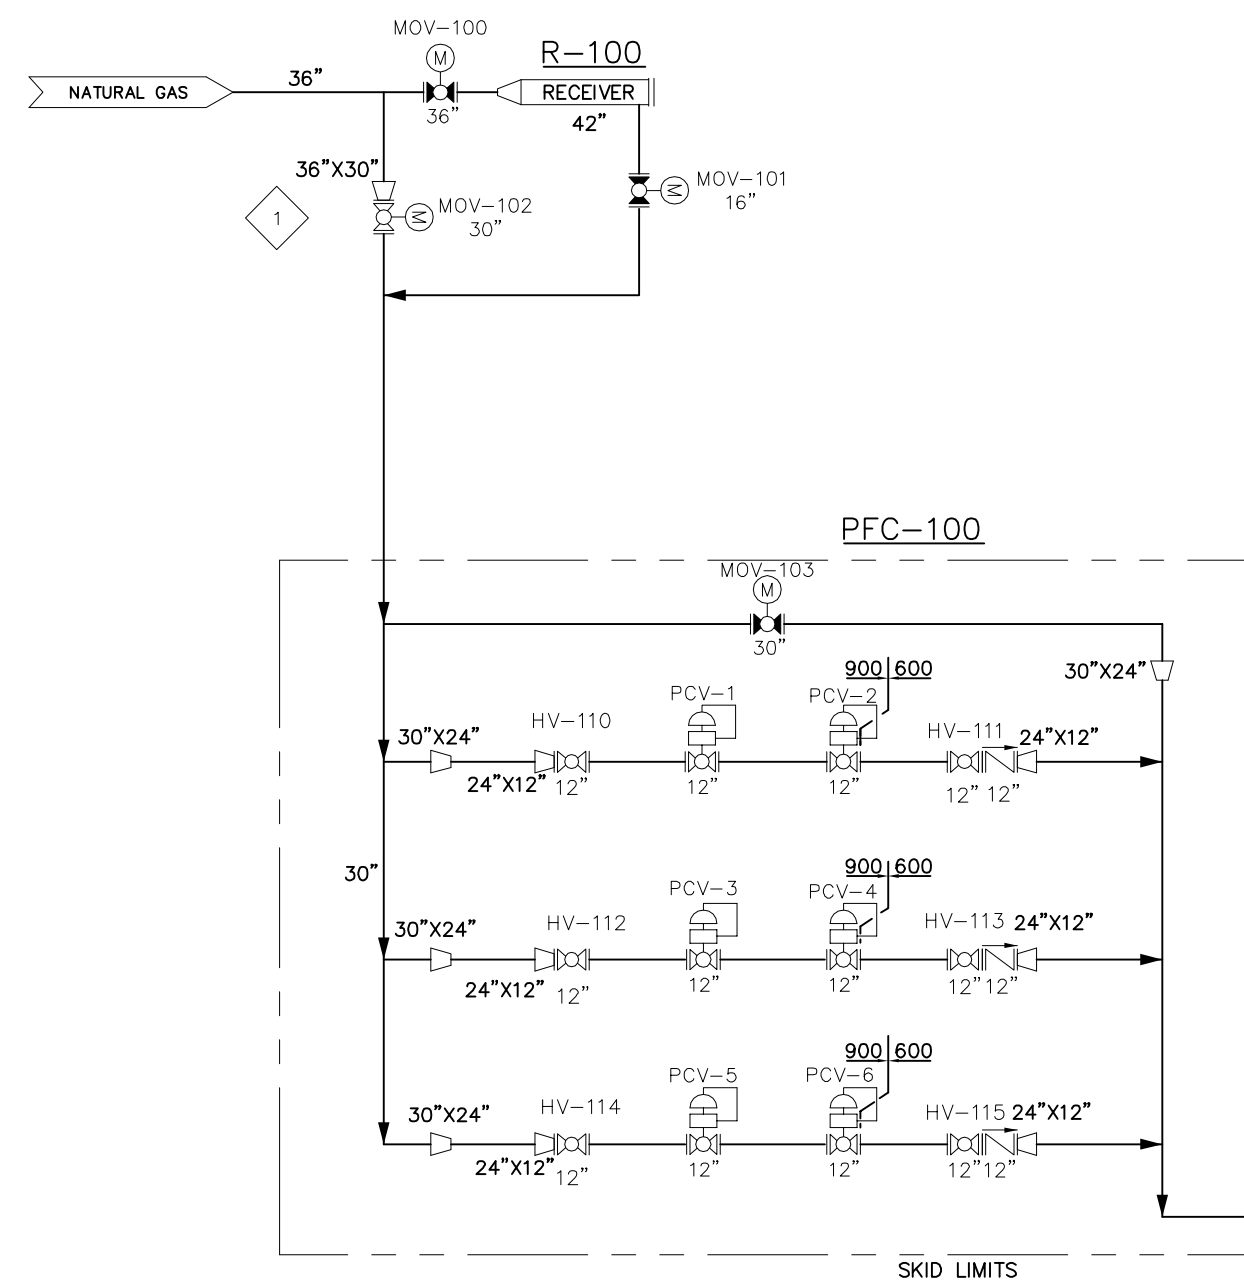 MOV-100
M
R-100
36"
NATURAL GAS
RECEIVER
36"
42"
36"X30"
MOV-101
M
16"
1
MOV-102
M
30"
PFC-100
MOV-103
M
30"
900 600
30"X24"
PCV-1
PCV-2
HV-110
HV-111
30"X24"
24"X12"
24"X12"
12"
12"
12"
12" 12"
30"
900 600
PCV-3
PCV-4
HV-112
HV-113
24"X12"
30"X24"
24"X12"
12"
12"
12"
12" 12"
900 600
PCV-5
PCV-6
HV-114
HV-115
24"X12"
30"X24"
24"X12"
12"
12"
12"
12" 12"
SKID LIMITS